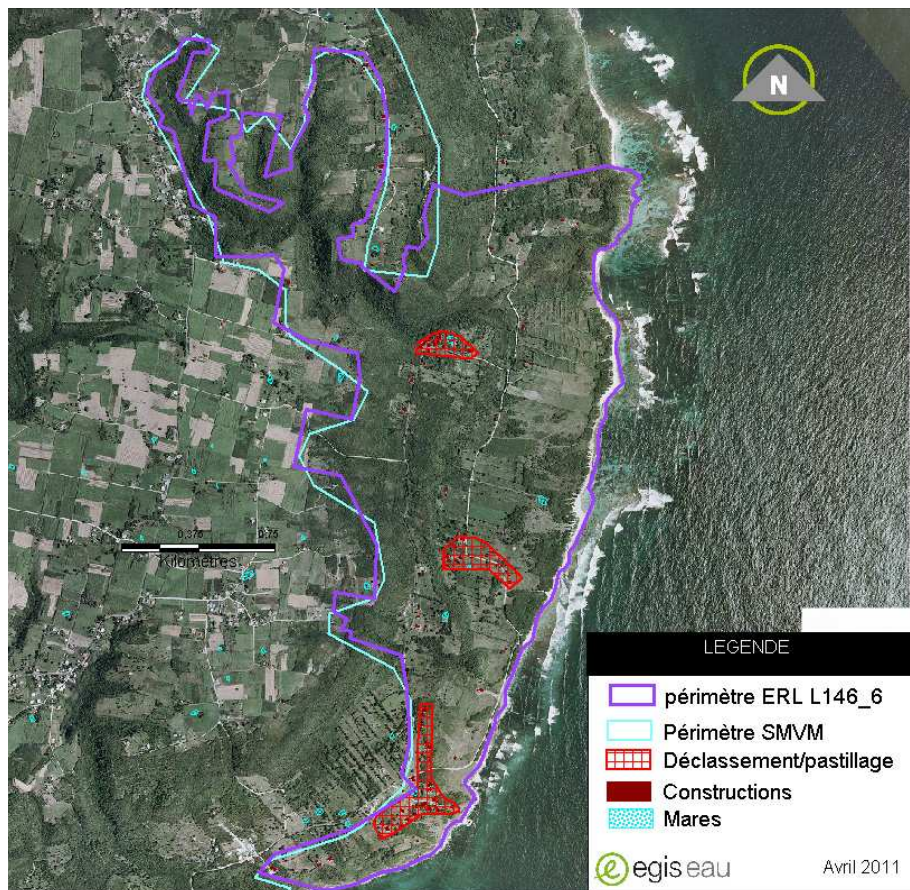 N
0 0,375 0,75
Kilomètres
LEGENDE
périmètre ERL L146_6
Périmètre SMVM
Déclassement/pastillage
Constructions
Mares
egis eau
Avril 2011